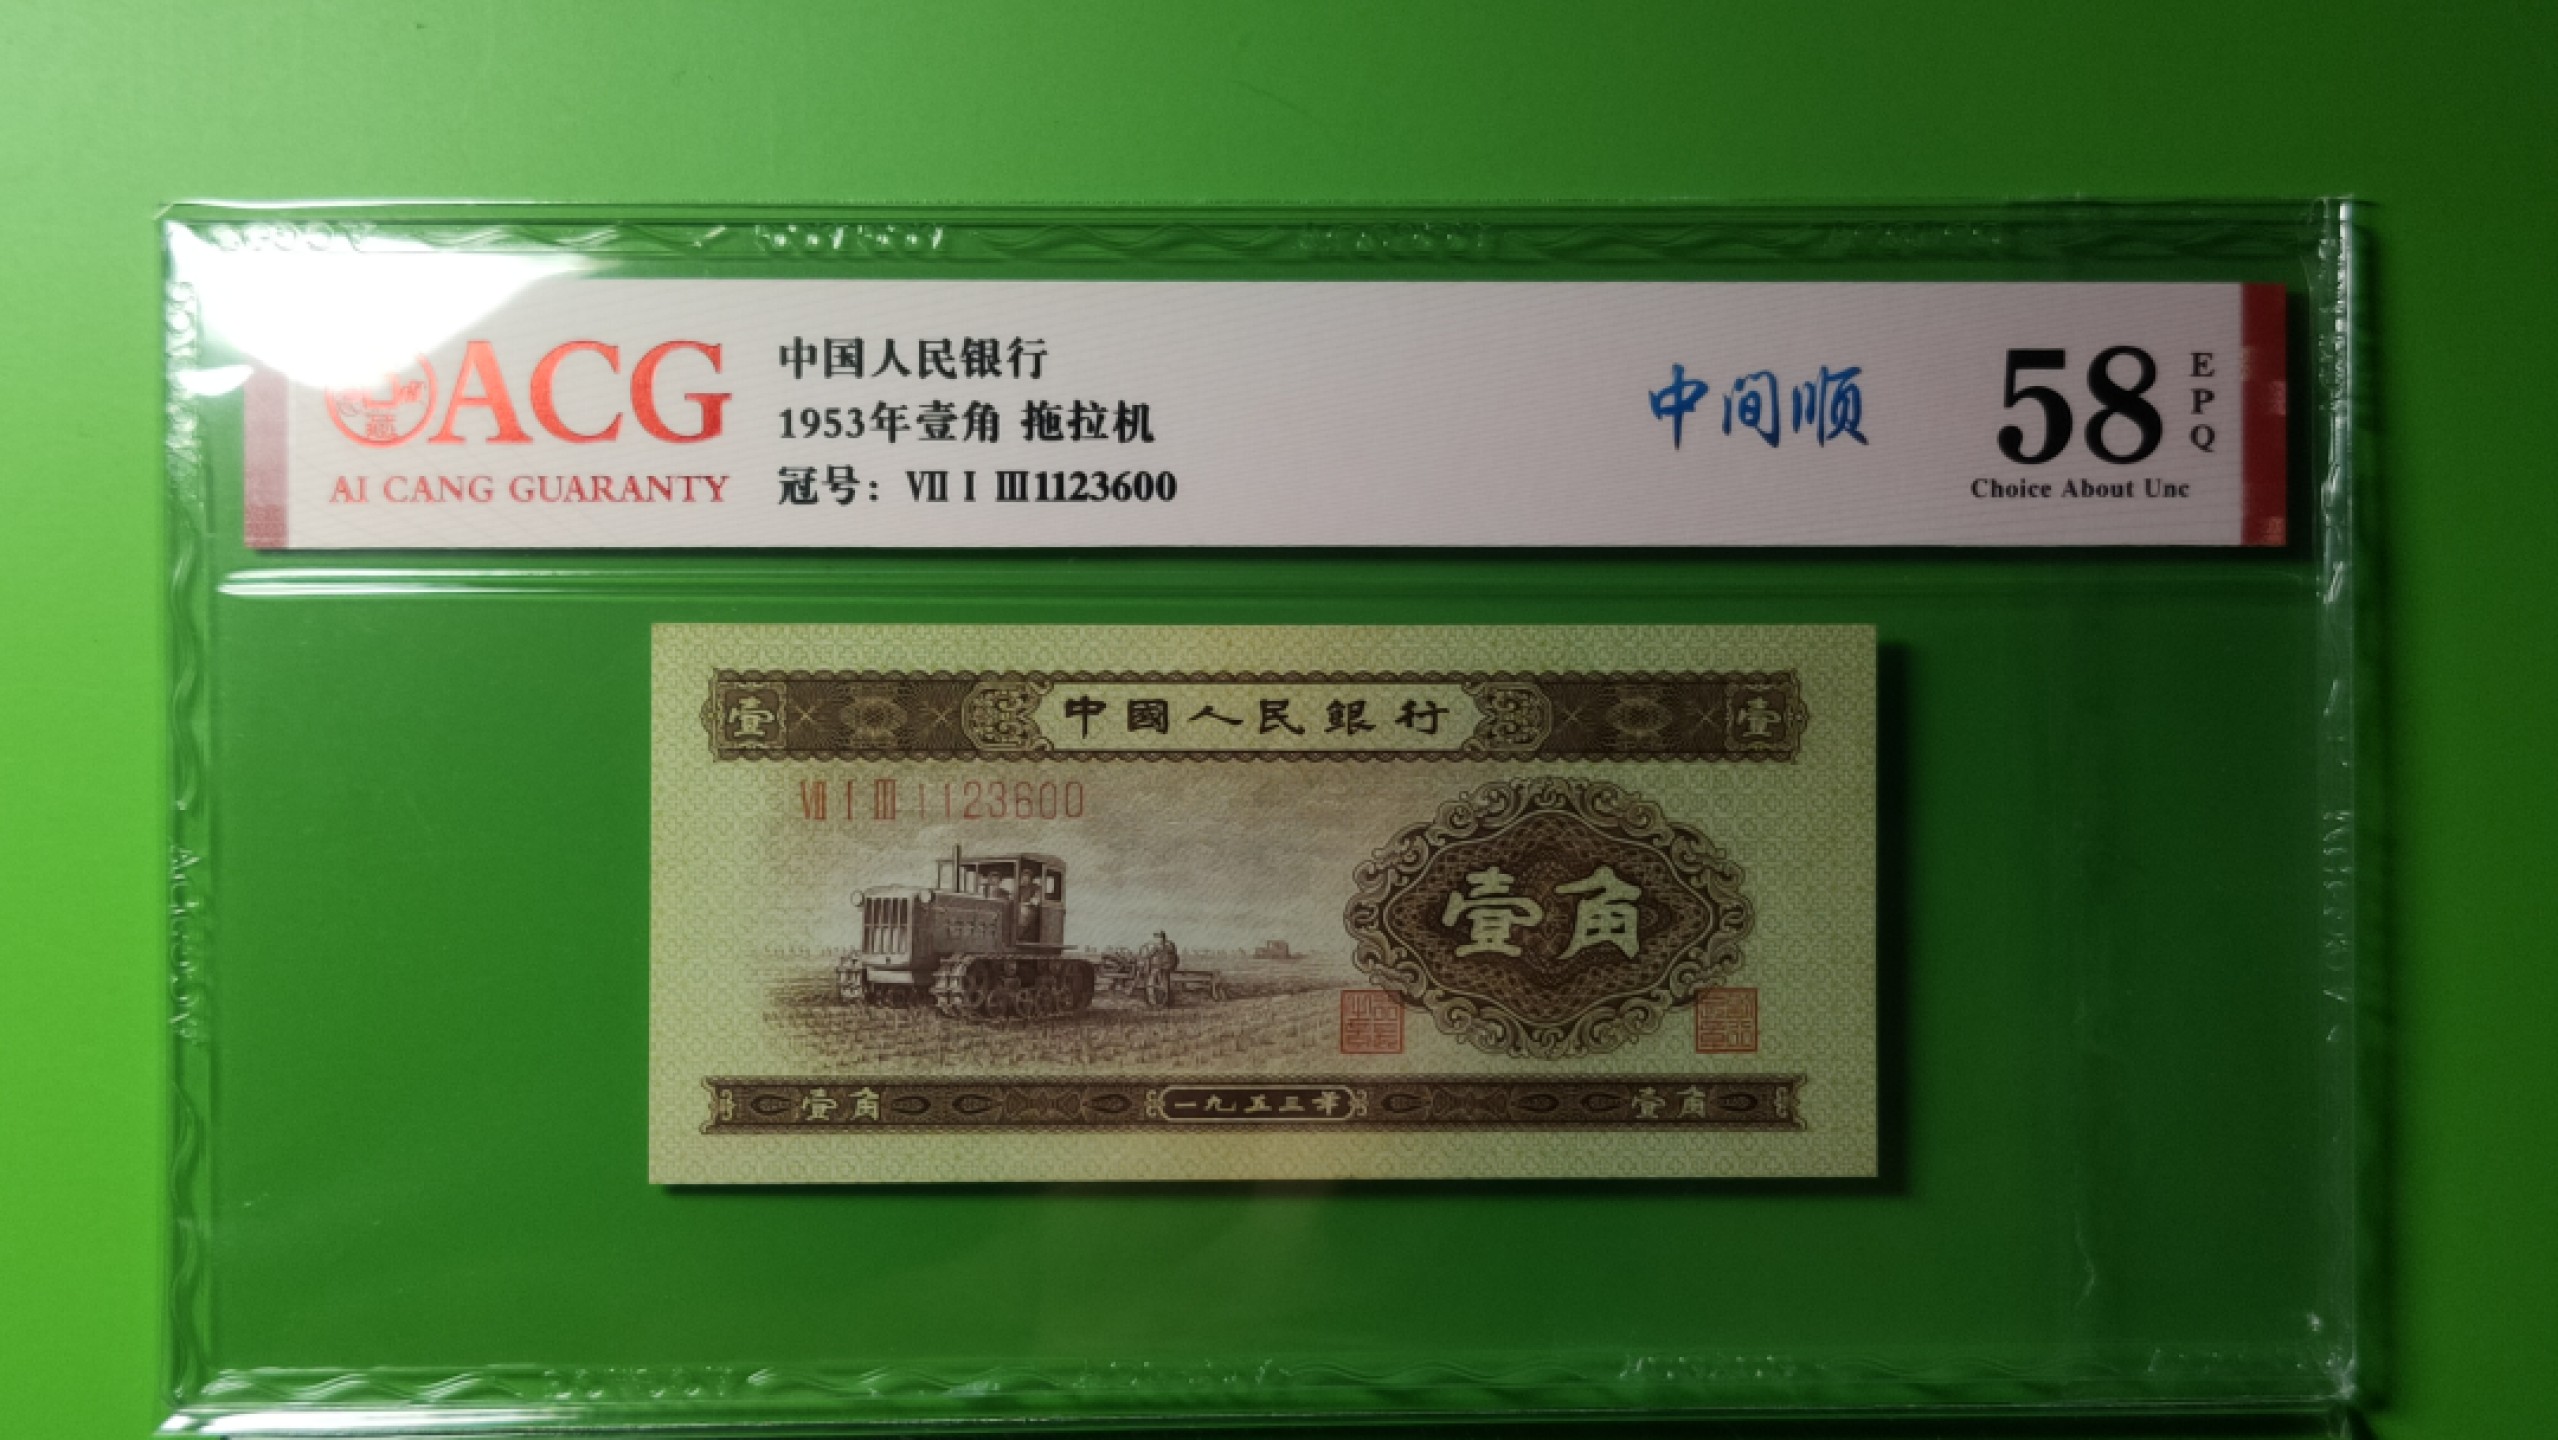 ACG
AI CANG GUARANTY
中国人民银行
1953年壹角 拖拉机
冠号：Ⅶ Ⅰ Ⅲ1123600
中间顺
58
EPQ
Choice About Unc
壹 中國人民銀行 壹
Ⅶ Ⅰ Ⅲ 1123600
壹角
壹角 一九五三年 壹角